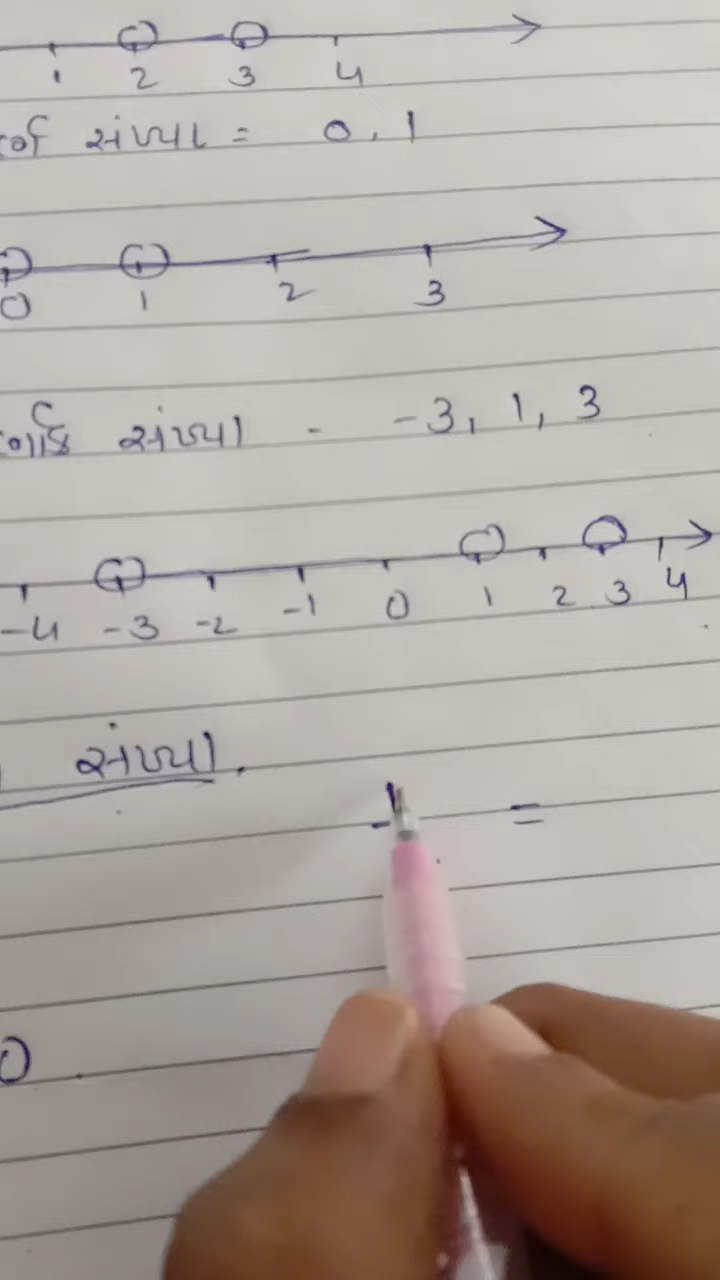 1 2 3 4
સંખ્યા = 0, 1
0 1 2 3
સંખ્યા - -3, 1, 3
-4 -3 -2 -1 0 1 2 3 4
સંખ્યા.
=
0